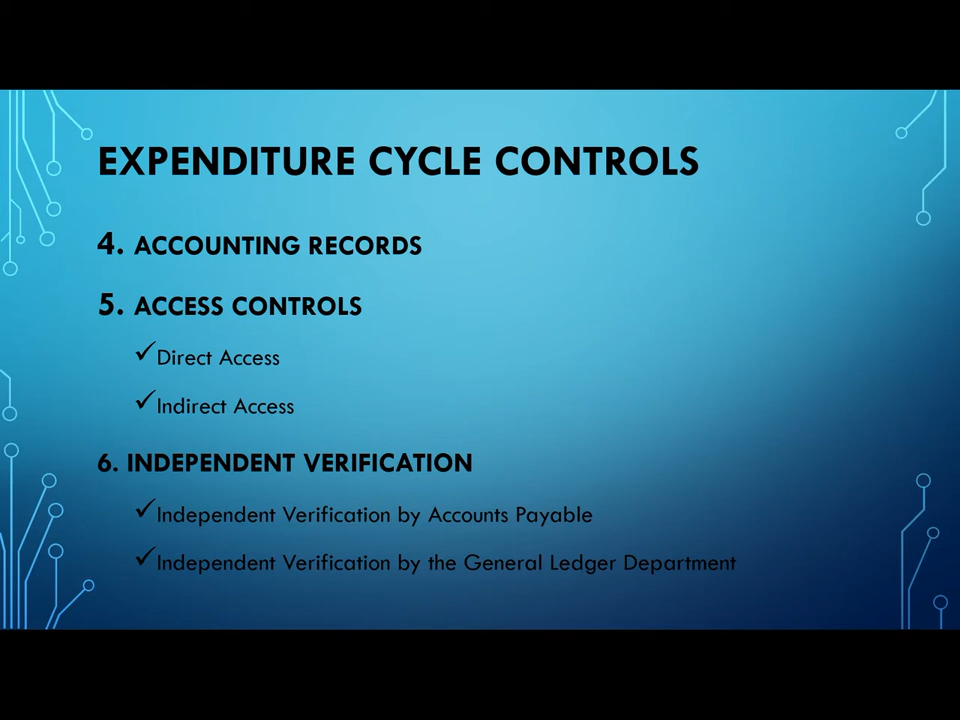 EXPENDITURE CYCLE CONTROLS
4. ACCOUNTING RECORDS
5. ACCESS CONTROLS
✓Direct Access
✓Indirect Access
6. INDEPENDENT VERIFICATION
✓Independent Verification by Accounts Payable
✓Independent Verification by the General Ledger Department